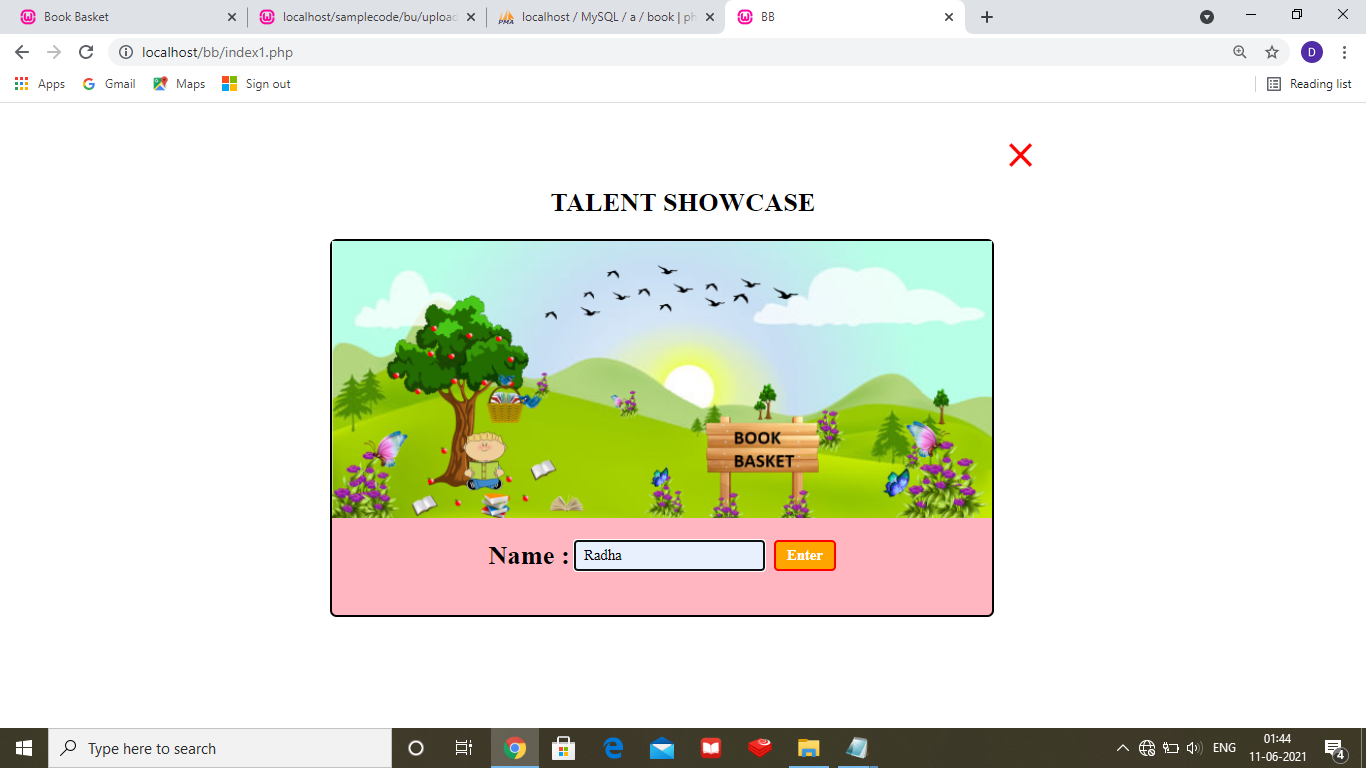 Book Basket
localhost/samplecode/bu/upload
localhost / MySQL / a / book | ph
BB
localhost/bb/index1.php
D
Apps
Gmail
Maps
Sign out
Reading list
TALENT SHOWCASE
BOOK
BASKET
Name : Radha Enter
Type here to search
ENG
01:44
11-06-2021
4